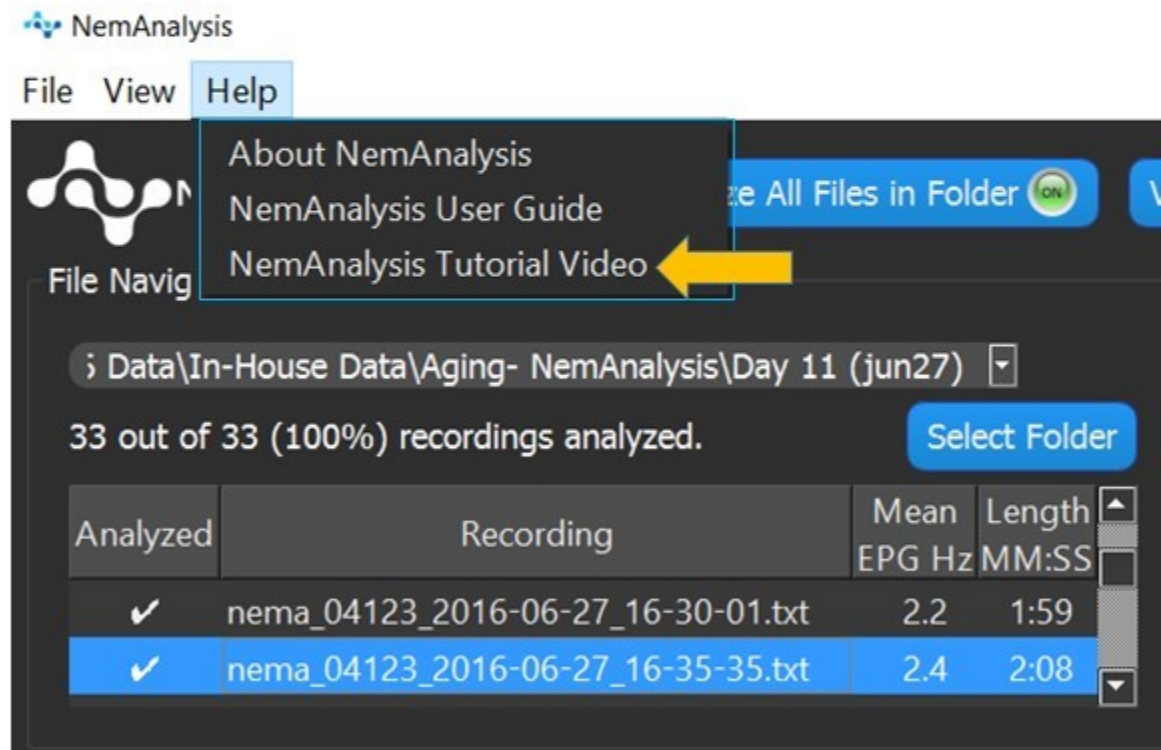 NemAnalysis
File View Help
About NemAnalysis
NemAnalysis User Guide
NemAnalysis Tutorial Video
All Files in Folder ON
File Navig
Data\In-House Data\Aging- NemAnalysis\Day 11 (jun27)
33 out of 33 (100%) recordings analyzed.
Select Folder
Analyzed Recording Mean EPG Hz Length MM:SS
✔ nema_04123_2016-06-27_16-30-01.txt 2.2 1:59
✔ nema_04123_2016-06-27_16-35-35.txt 2.4 2:08